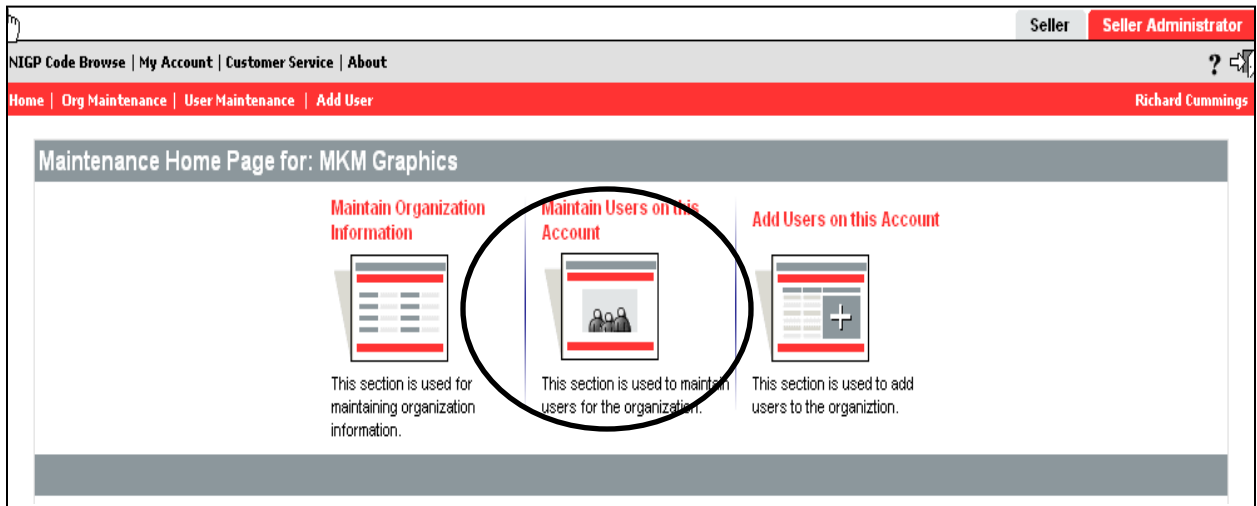 Seller Seller Administrator
NIGP Code Browse | My Account | Customer Service | About ?
Home | Org Maintenance | User Maintenance | Add User Richard Cummings
Maintenance Home Page for: MKM Graphics
Maintain Organization
Information
This section is used for
maintaining organization
information.
Maintain Users on this
Account
This section is used to maintain
users for the organization.
Add Users on this Account
This section is used to add
users to the organiztion.